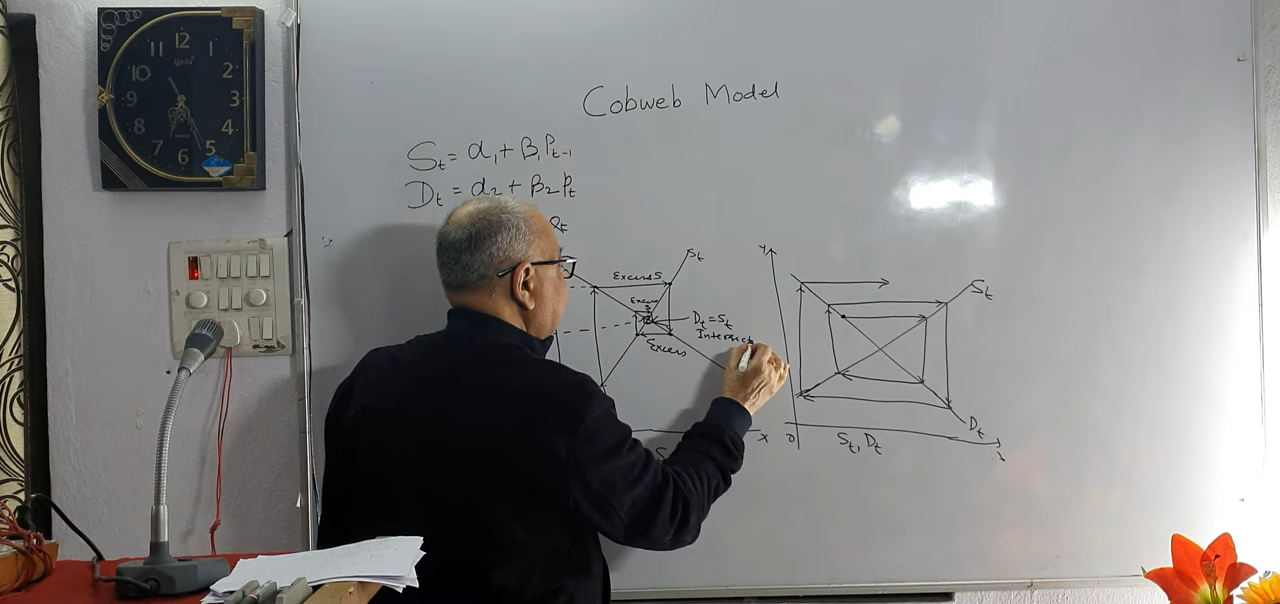 Cobweb Model
12
11 1
10 2
9 3
8 4
7 5
6
Sₜ = α₁ + β₁Pₜ₋₁
Dₜ = α₂ + β₂Pₜ
Sₜ
Excess S
Excess
Dₜ = Sₜ
Intersect
Excess
X
Y
Sₜ
Dₜ
O
Sₜ, Dₜ